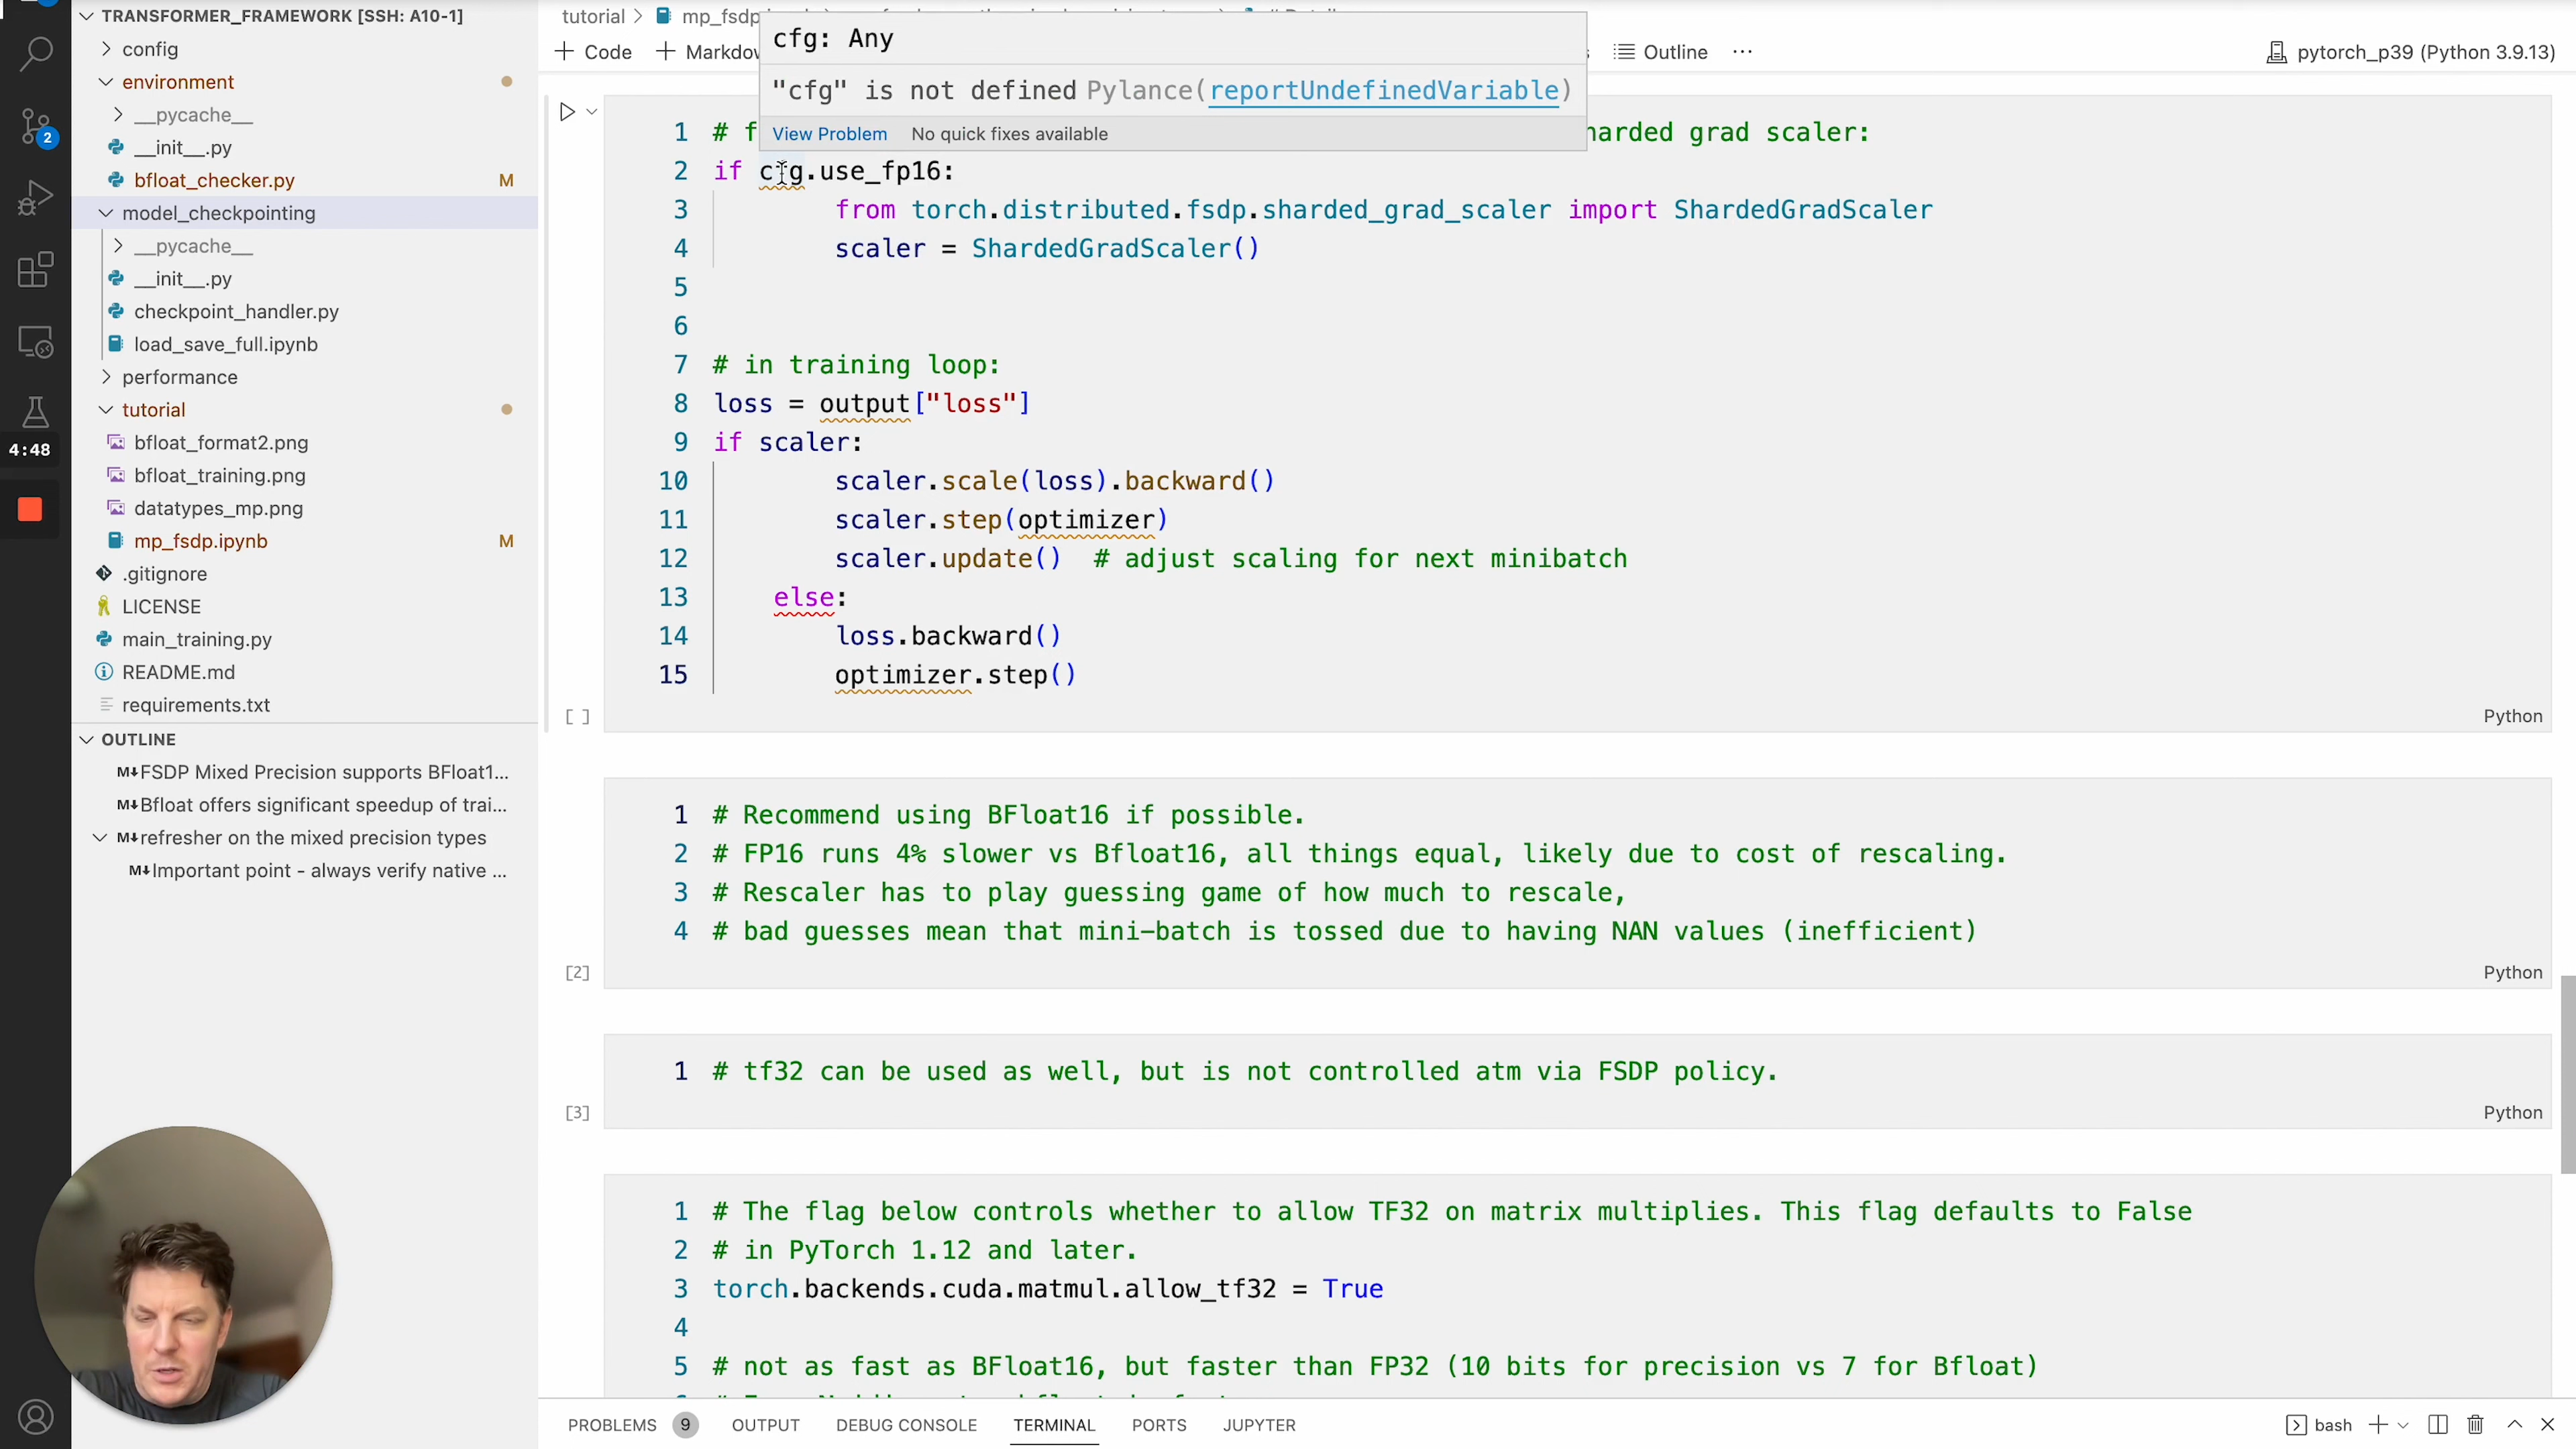 TRANSFORMER_FRAMEWORK [SSH: A10-1]
config
environment
__pycache__
__init__.py
bfloat_checker.py M
model_checkpointing
__pycache__
__init__.py
checkpoint_handler.py
load_save_full.ipynb
performance
tutorial
bfloat_format2.png
bfloat_training.png
datatypes_mp.png
mp_fsdp.ipynb M
.gitignore
LICENSE
main_training.py
README.md
requirements.txt
2
4:48
OUTLINE
FSDP Mixed Precision supports BFloat1...
Bfloat offers significant speedup of trai...
refresher on the mixed precision types
Important point - always verify native ...
tutorial > mp_fsdp
+ Code + Markdow
Outline ...
pytorch_p39 (Python 3.9.13)
cfg: Any
"cfg" is not defined Pylance(reportUndefinedVariable)
View Problem No quick fixes available
1 # f harded grad scaler:
2 if cfg.use_fp16:
3 from torch.distributed.fsdp.sharded_grad_scaler import ShardedGradScaler
4 scaler = ShardedGradScaler()
5
6
7 # in training loop:
8 loss = output["loss"]
9 if scaler:
10 scaler.scale(loss).backward()
11 scaler.step(optimizer)
12 scaler.update() # adjust scaling for next minibatch
13 else:
14 loss.backward()
15 optimizer.step()
[ ] Python
1 # Recommend using BFloat16 if possible.
2 # FP16 runs 4% slower vs Bfloat16, all things equal, likely due to cost of rescaling.
3 # Rescaler has to play guessing game of how much to rescale,
4 # bad guesses mean that mini-batch is tossed due to having NAN values (inefficient)
[2] Python
1 # tf32 can be used as well, but is not controlled atm via FSDP policy.
[3] Python
1 # The flag below controls whether to allow TF32 on matrix multiplies. This flag defaults to False
2 # in PyTorch 1.12 and later.
3 torch.backends.cuda.matmul.allow_tf32 = True
4
5 # not as fast as BFloat16, but faster than FP32 (10 bits for precision vs 7 for Bfloat)
PROBLEMS 9 OUTPUT DEBUG CONSOLE TERMINAL PORTS JUPYTER
bash